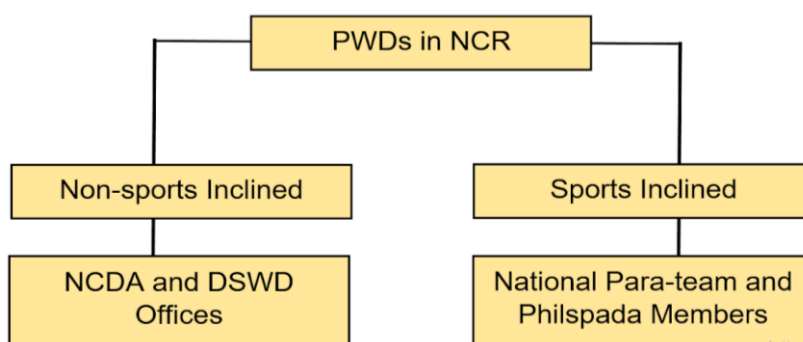 PWDs in NCR
Non-sports Inclined
Sports Inclined
NCDA and DSWD
Offices
National Para-team and
Philspada Members